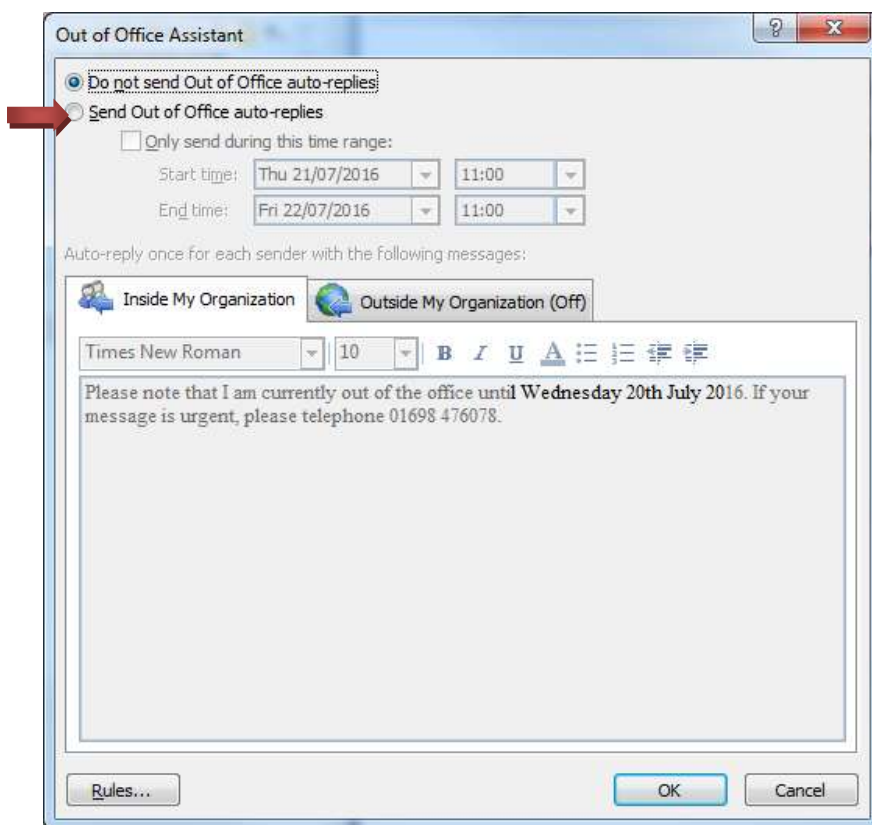 Out of Office Assistant
Do not send Out of Office auto-replies
Send Out of Office auto-replies
Only send during this time range:
Start time: Thu 21/07/2016 11:00
End time: Fri 22/07/2016 11:00
Auto-reply once for each sender with the following messages:
Inside My Organization Outside My Organization (Off)
Times New Roman 10 B I U A
Please note that I am currently out of the office until Wednesday 20th July 2016. If your
message is urgent, please telephone 01698 476078.
Rules... OK Cancel